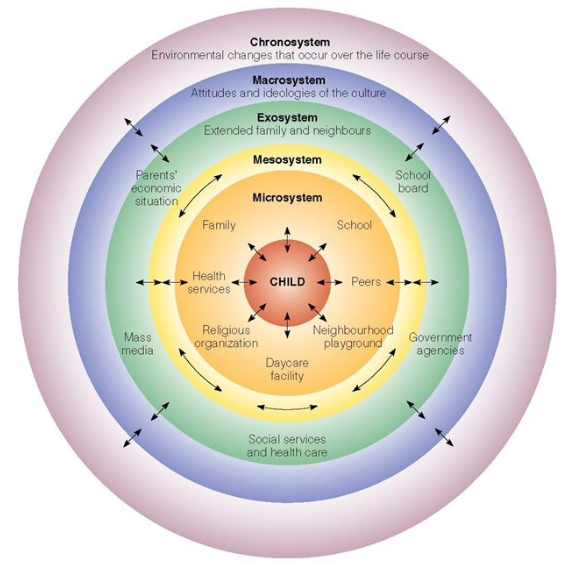 Chronosystem
Environmental changes that occur over the life course
Macrosystem
Attitudes and ideologies of the culture
Exosystem
Extended family and neighbours
Mesosystem
Parents'
economic
situation
School
board
Microsystem
Family
School
Health
services
CHILD
Peers
Religious
organization
Neighbourhood
playground
Mass
media
Government
agencies
Daycare
facility
Social services
and health care